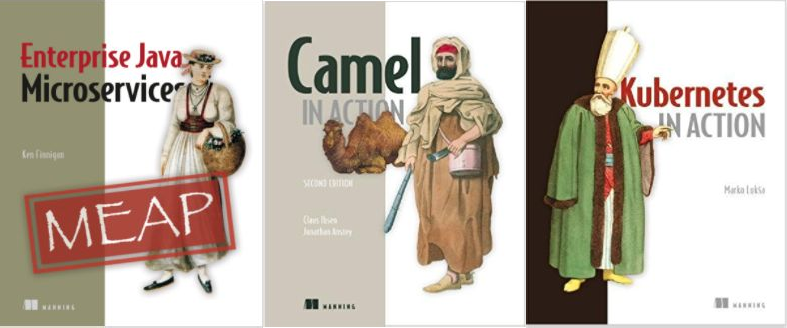 Enterprise Java
Microservices
Ken Finnigan
MEAP
MANNING
Camel
IN ACTION
SECOND EDITION
Claus Ibsen
Jonathan Anstey
MANNING
Kubernetes
IN ACTION
Marko Lukša
MANNING